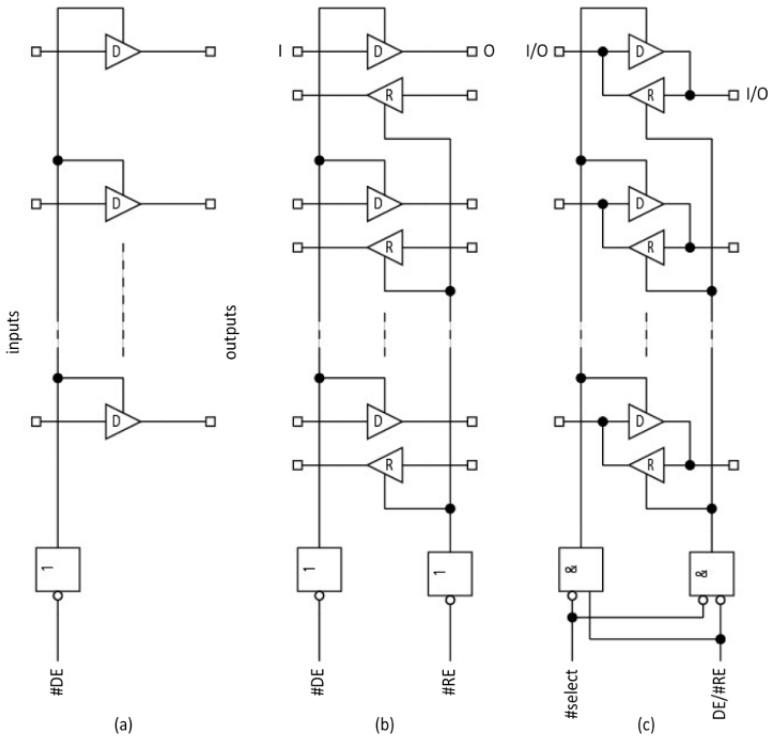 D
I
D
O
R
I/O
D
R
I/O
D
D
R
D
R
inputs
outputs
D
D
R
D
R
1
1
1
&
&
#DE
#DE
#RE
#select
DE/#RE
(a)
(b)
(c)